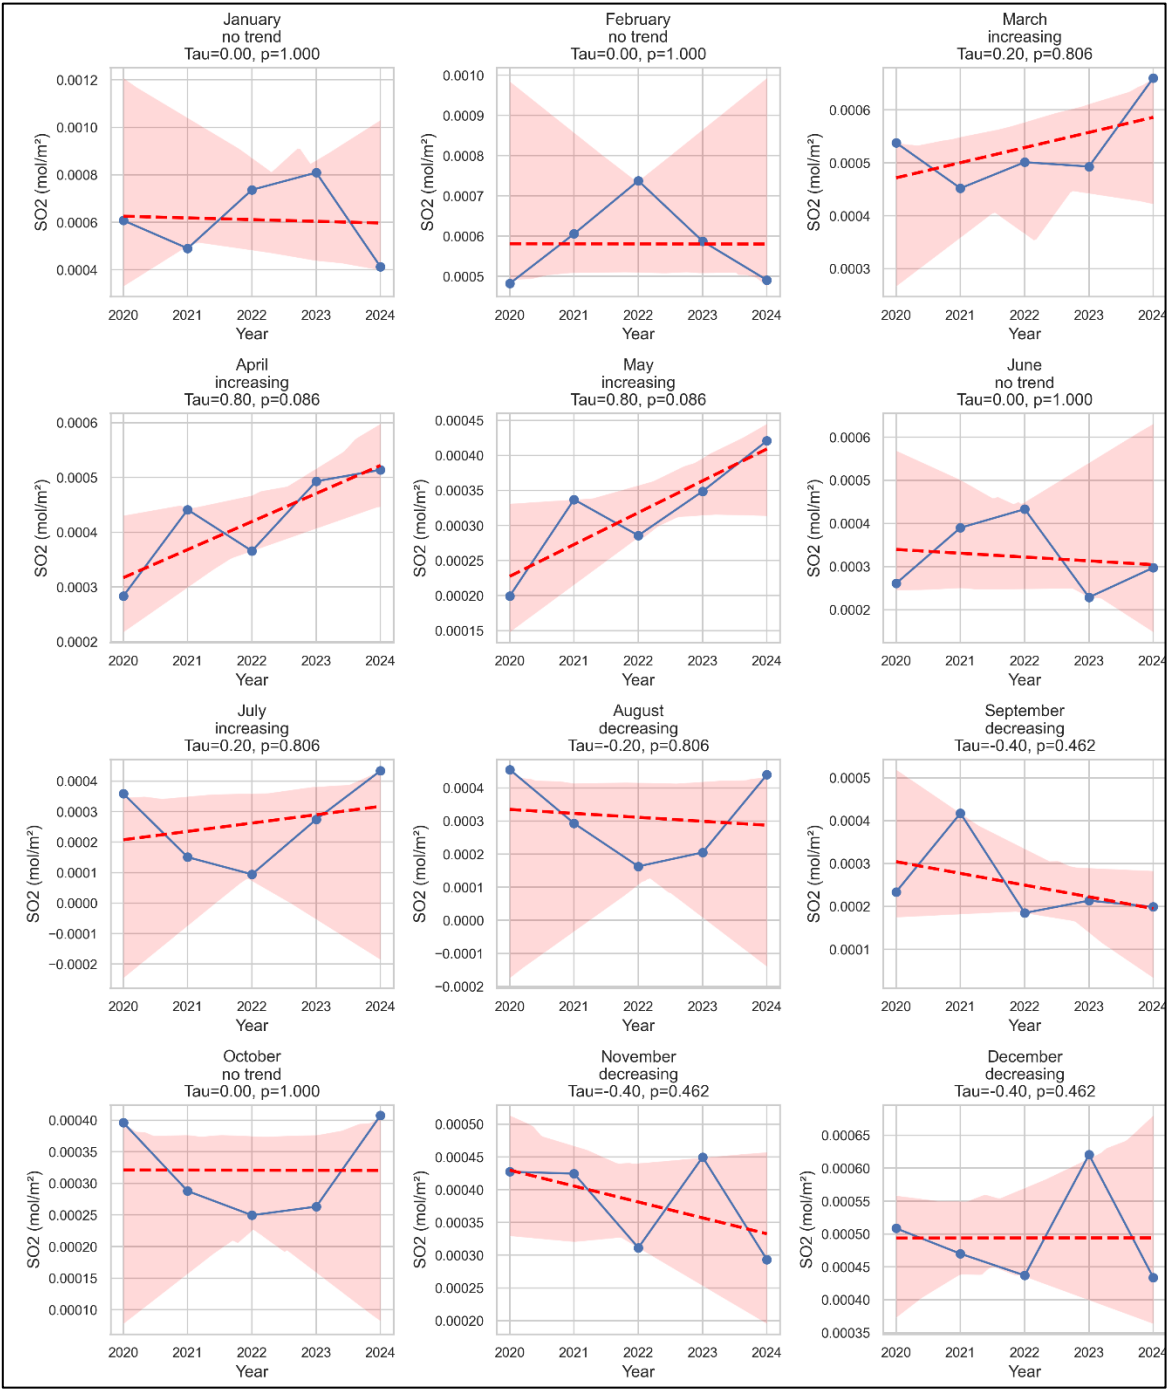 January
no trend
Tau=0.00, p=1.000
SO2 (mol/m²)
0.0012
0.0010
0.0008
0.0006
0.0004
2020 2021 2022 2023 2024
Year
February
no trend
Tau=0.00, p=1.000
SO2 (mol/m²)
0.0010
0.0009
0.0008
0.0007
0.0006
0.0005
2020 2021 2022 2023 2024
Year
March
increasing
Tau=0.20, p=0.806
SO2 (mol/m²)
0.0006
0.0005
0.0004
0.0003
2020 2021 2022 2023 2024
Year
April
increasing
Tau=0.80, p=0.086
SO2 (mol/m²)
0.0006
0.0005
0.0004
0.0003
0.0002
2020 2021 2022 2023 2024
Year
May
increasing
Tau=0.80, p=0.086
SO2 (mol/m²)
0.00045
0.00040
0.00035
0.00030
0.00025
0.00020
0.00015
2020 2021 2022 2023 2024
Year
June
no trend
Tau=0.00, p=1.000
SO2 (mol/m²)
0.0006
0.0005
0.0004
0.0003
0.0002
2020 2021 2022 2023 2024
Year
July
increasing
Tau=0.20, p=0.806
SO2 (mol/m²)
0.0004
0.0003
0.0002
0.0001
0.0000
−0.0001
−0.0002
2020 2021 2022 2023 2024
Year
August
decreasing
Tau=-0.20, p=0.806
SO2 (mol/m²)
0.0004
0.0003
0.0002
0.0001
0.0000
−0.0001
−0.0002
2020 2021 2022 2023 2024
Year
September
decreasing
Tau=-0.40, p=0.462
SO2 (mol/m²)
0.0005
0.0004
0.0003
0.0002
0.0001
2020 2021 2022 2023 2024
Year
October
no trend
Tau=0.00, p=1.000
SO2 (mol/m²)
0.00040
0.00035
0.00030
0.00025
0.00020
0.00015
0.00010
2020 2021 2022 2023 2024
Year
November
decreasing
Tau=-0.40, p=0.462
SO2 (mol/m²)
0.00050
0.00045
0.00040
0.00035
0.00030
0.00025
0.00020
2020 2021 2022 2023 2024
Year
December
decreasing
Tau=-0.40, p=0.462
SO2 (mol/m²)
0.00065
0.00060
0.00055
0.00050
0.00045
0.00040
0.00035
2020 2021 2022 2023 2024
Year